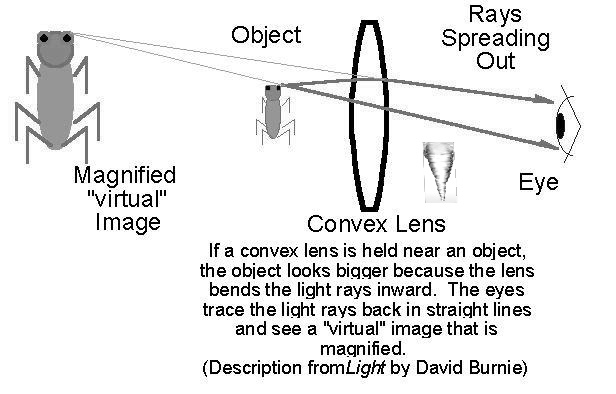 Object
Rays
Spreading
Out
Magnified
"virtual"
Image
Eye
Convex Lens
If a convex lens is held near an object,
the object looks bigger because the lens
bends the light rays inward. The eyes
trace the light rays back in straight lines
and see a "virtual" image that is
magnified.
(Description fromLight by David Burnie)